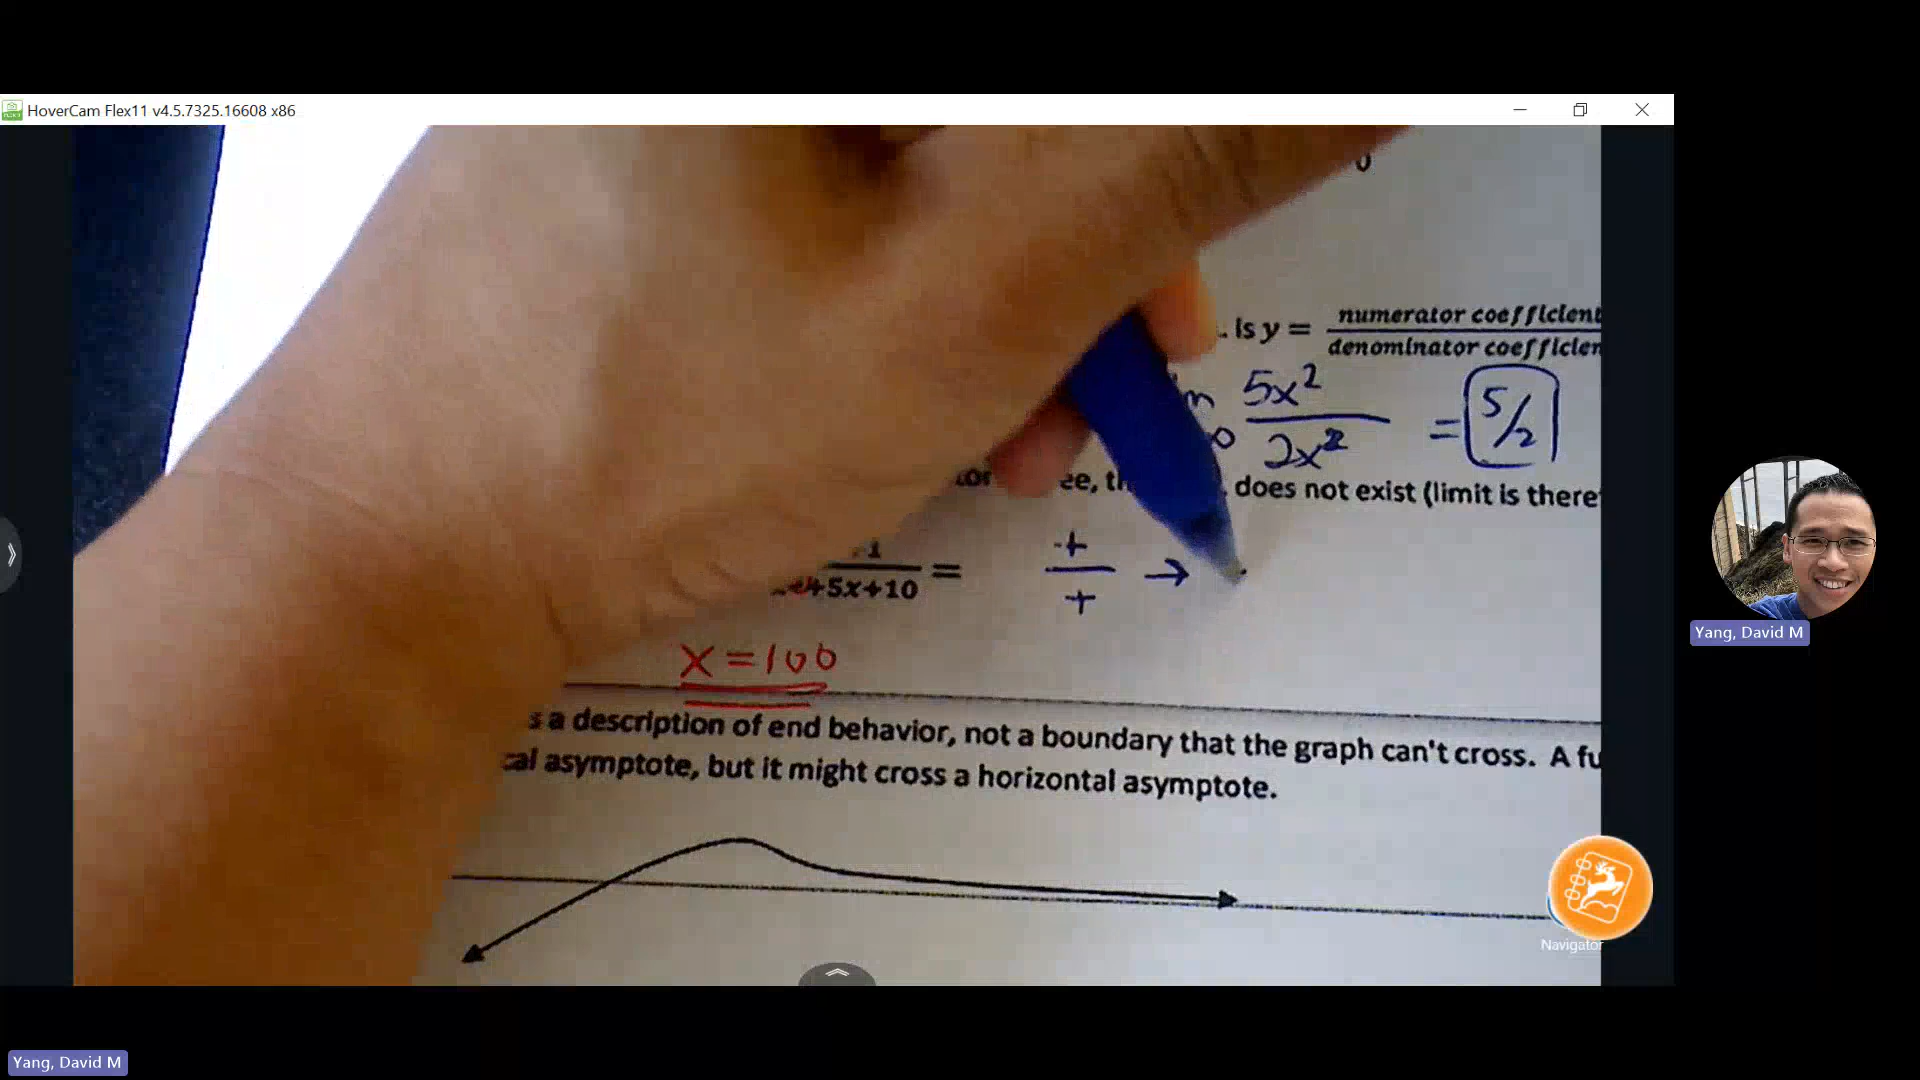 HoverCam Flex11 v4.5.7325.16608 x86
is y = numerator coefficient
denominator coefficien
5x²
2x²
= 5/2
does not exist (limit is there
+
+
→
+5x+10 =
x = 100
s a description of end behavior, not a boundary that the graph can't cross. A fu
cal asymptote, but it might cross a horizontal asymptote.
Navigator
Yang, David M
Yang, David M